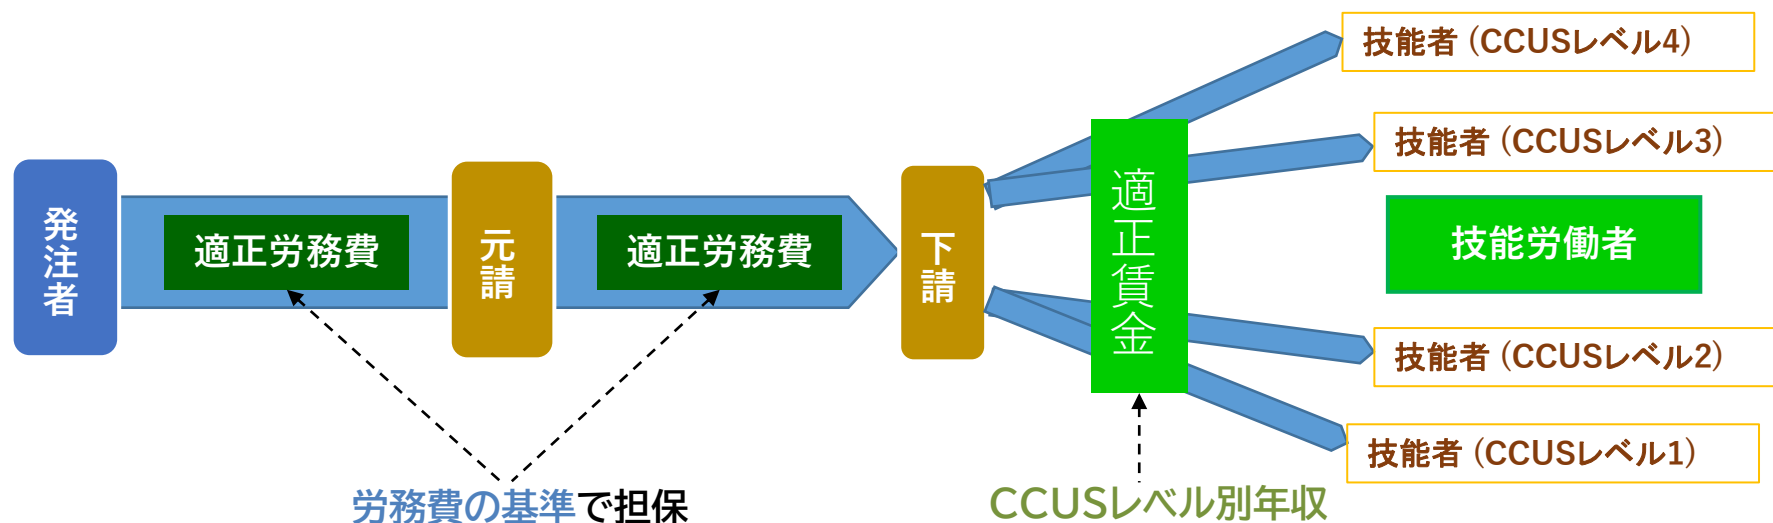 発注者
適正労務費
元請
適正労務費
下請
適正賃金
技能者 (CCUSレベル4)
技能者 (CCUSレベル3)
技能労働者
技能者 (CCUSレベル2)
技能者 (CCUSレベル1)
労務費の基準で担保
CCUSレベル別年収